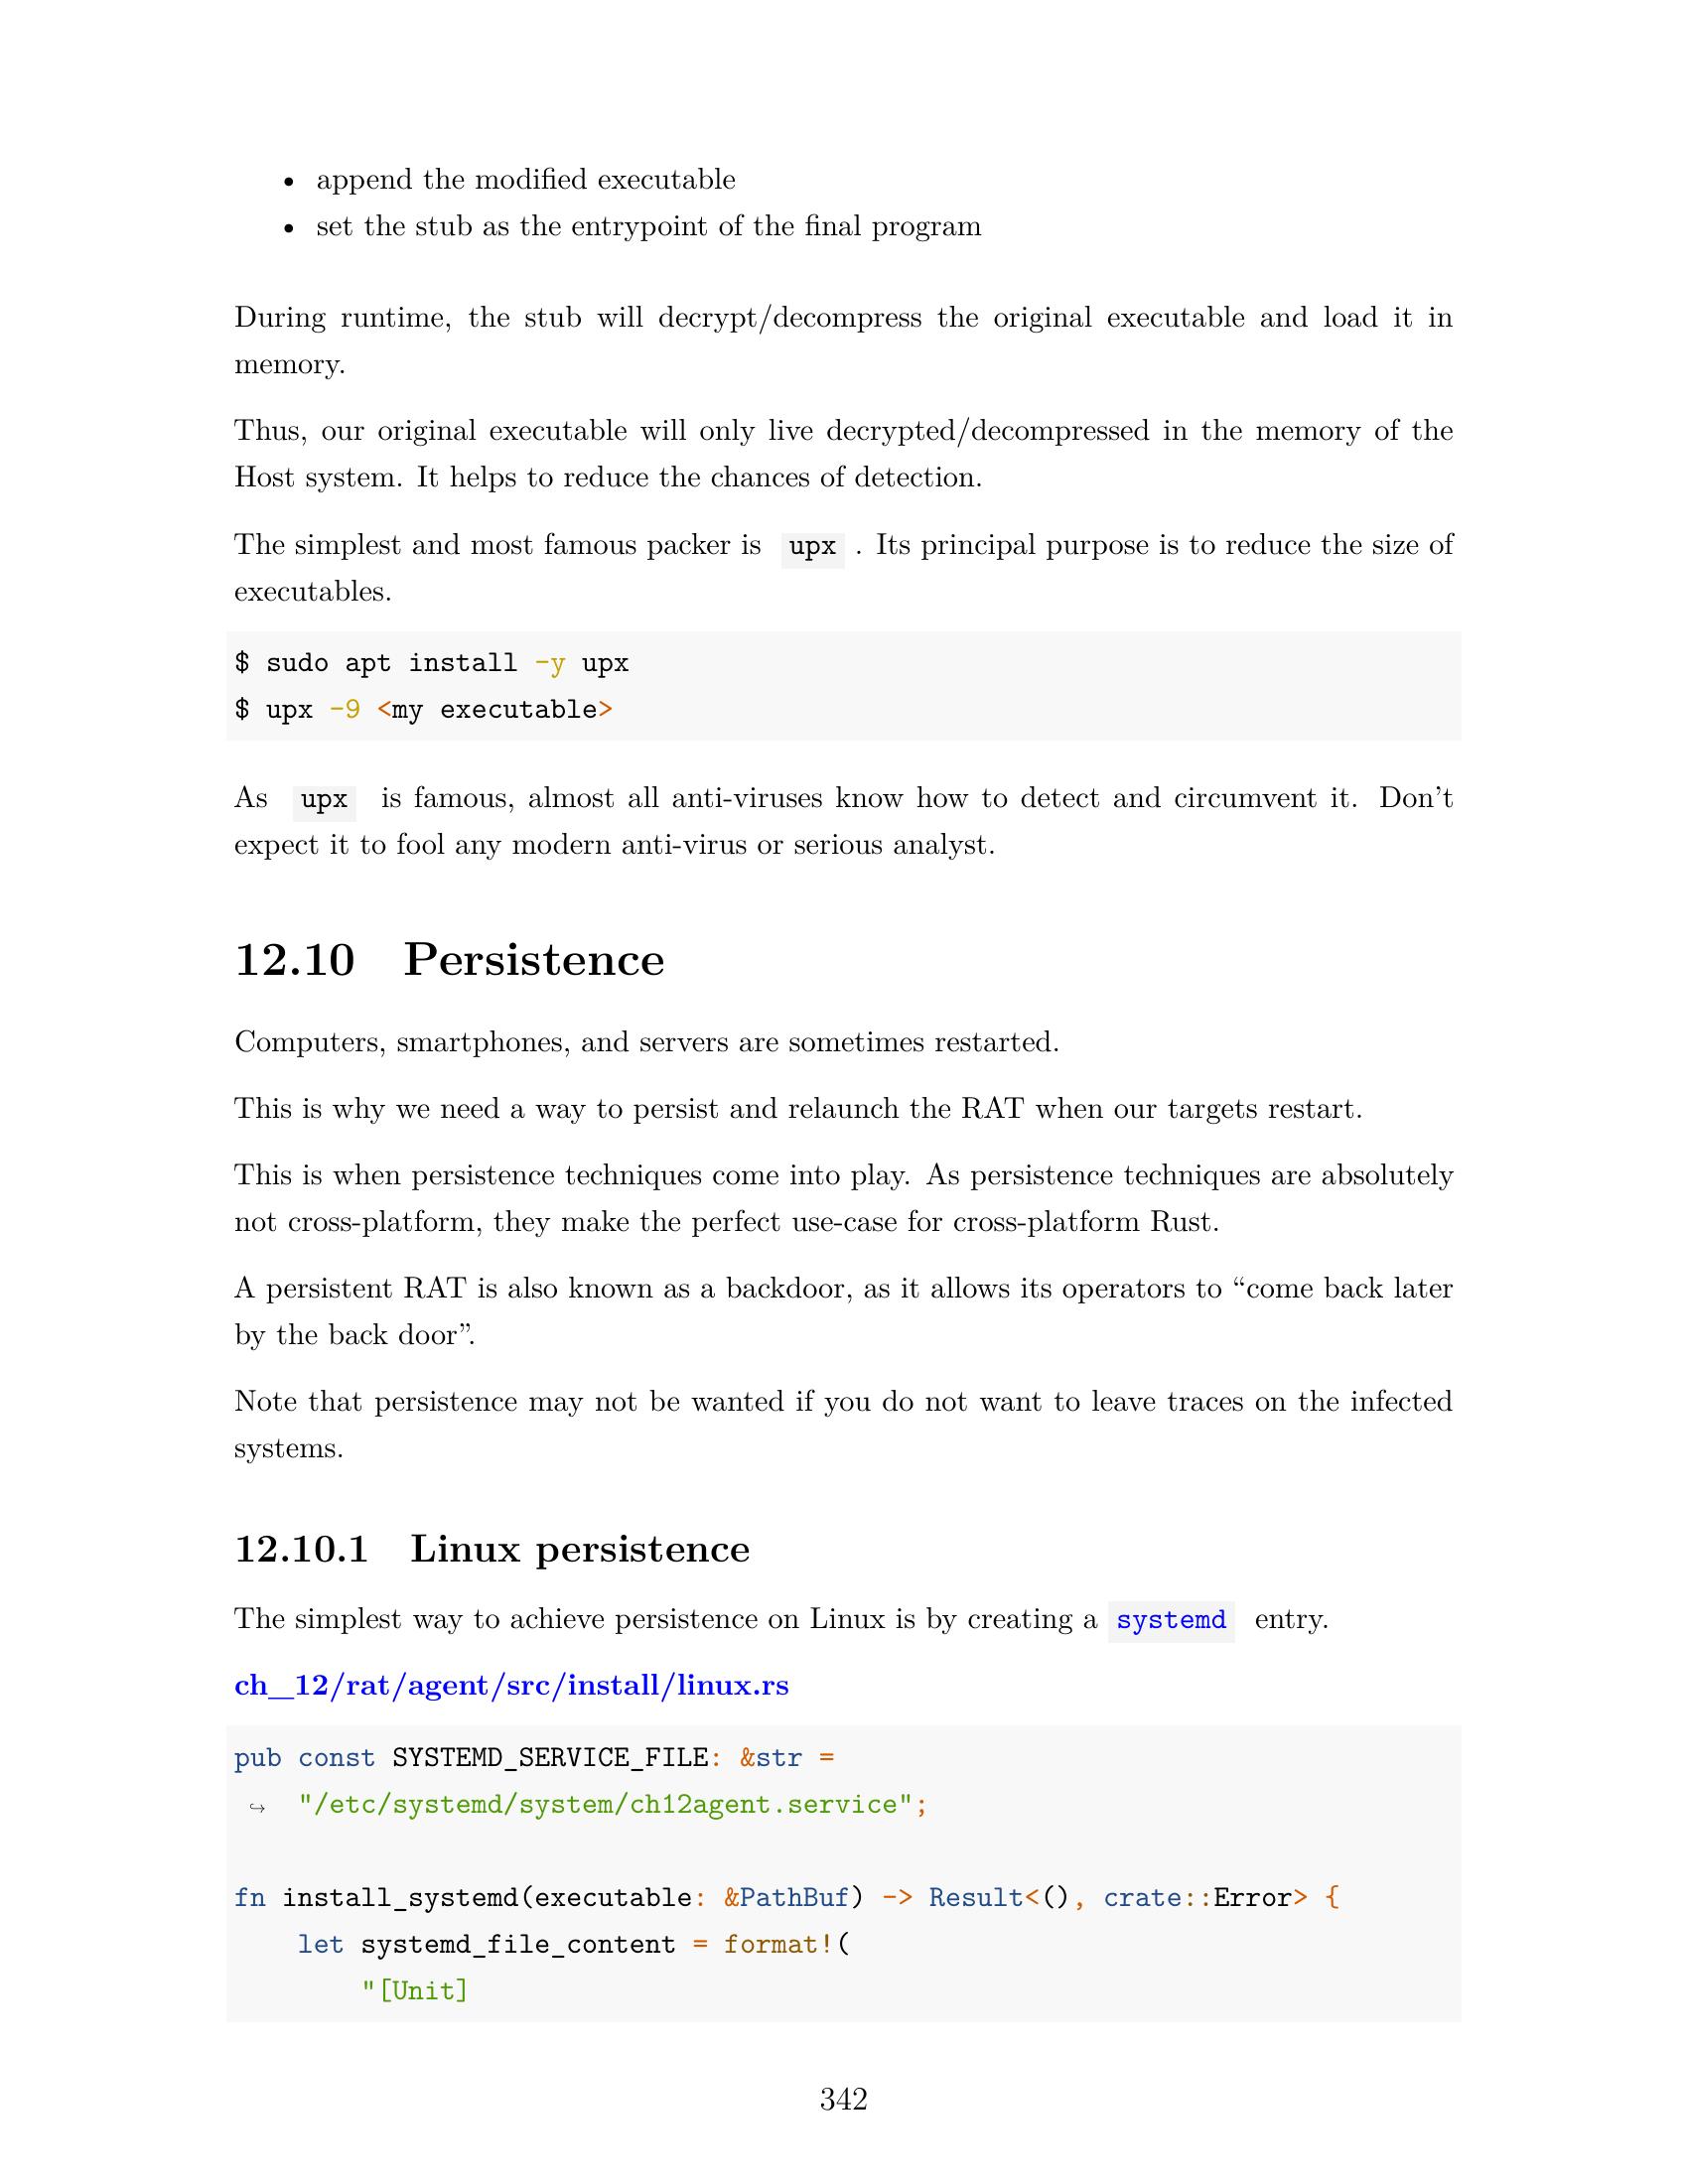 • append the modified executable
• set the stub as the entrypoint of the final program
During runtime, the stub will decrypt/decompress the original executable and load it in
memory.
Thus, our original executable will only live decrypted/decompressed in the memory of the
Host system. It helps to reduce the chances of detection.
The simplest and most famous packer is upx . Its principal purpose is to reduce the size of
executables.
$ sudo apt install -y upx
$ upx -9 <my executable>
As upx is famous, almost all anti-viruses know how to detect and circumvent it. Don’t
expect it to fool any modern anti-virus or serious analyst.
12.10 Persistence
Computers, smartphones, and servers are sometimes restarted.
This is why we need a way to persist and relaunch the RAT when our targets restart.
This is when persistence techniques come into play. As persistence techniques are absolutely
not cross-platform, they make the perfect use-case for cross-platform Rust.
A persistent RAT is also known as a backdoor, as it allows its operators to “come back later
by the back door”.
Note that persistence may not be wanted if you do not want to leave traces on the infected
systems.
12.10.1 Linux persistence
The simplest way to achieve persistence on Linux is by creating a systemd entry.
ch_12/rat/agent/src/install/linux.rs
pub const SYSTEMD_SERVICE_FILE: &str =
↪ "/etc/systemd/system/ch12agent.service";
fn install_systemd(executable: &PathBuf) -> Result<(), crate::Error> {
    let systemd_file_content = format!(
        "[Unit]
342